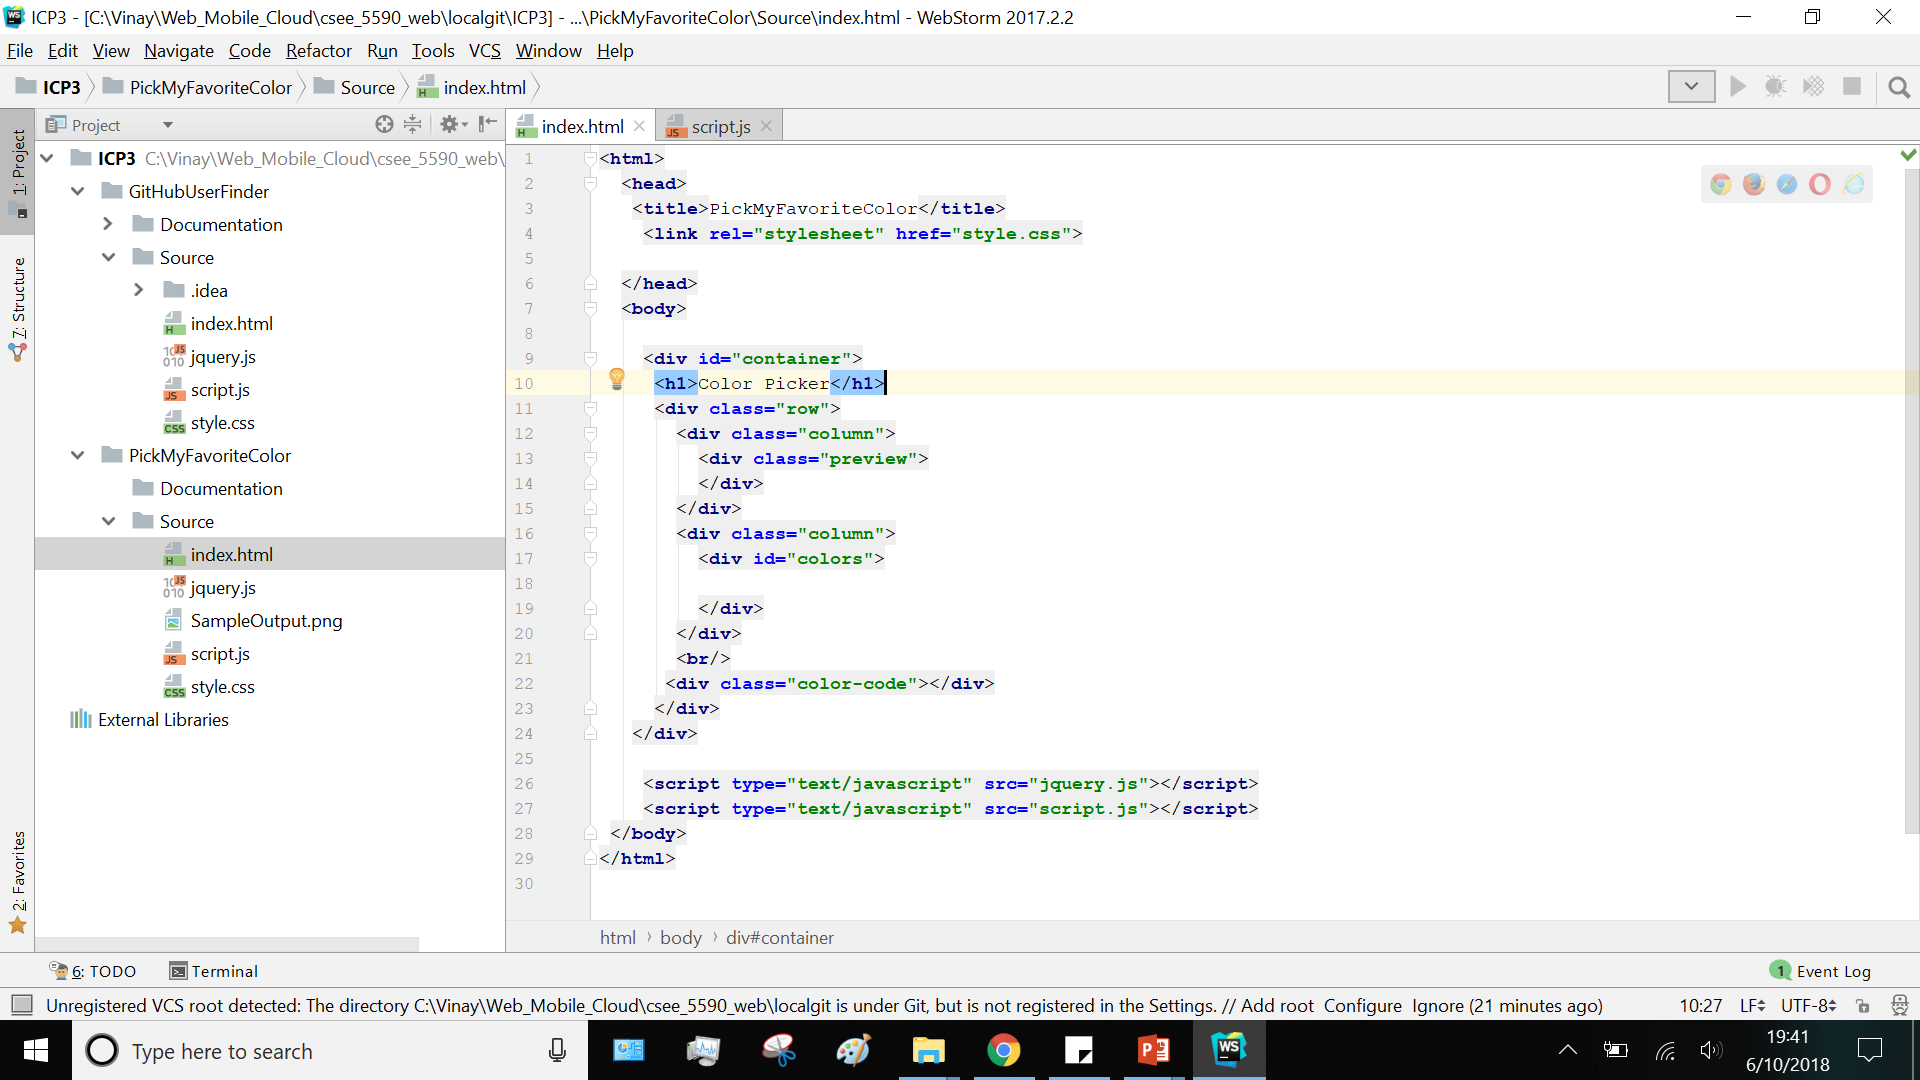 ICP3 - [C:\Vinay\Web_Mobile_Cloud\csee_5590_web\localgit\ICP3] - ...\PickMyFavoriteColor\Source\index.html - WebStorm 2017.2.2
File Edit View Navigate Code Refactor Run Tools VCS Window Help
ICP3 PickMyFavoriteColor Source index.html
Project
index.html script.js
1: Project
7: Structure
2: Favorites
ICP3 C:\Vinay\Web_Mobile_Cloud\csee_5590_web\
GitHubUserFinder
Documentation
Source
.idea
index.html
jquery.js
script.js
style.css
PickMyFavoriteColor
Documentation
Source
index.html
jquery.js
SampleOutput.png
script.js
style.css
External Libraries
1 <html>
2 <head>
3 <title>PickMyFavoriteColor</title>
4 <link rel="stylesheet" href="style.css">
5
6 </head>
7 <body>
8
9 <div id="container">
10 <h1>Color Picker</h1>
11 <div class="row">
12 <div class="column">
13 <div class="preview">
14 </div>
15 </div>
16 <div class="column">
17 <div id="colors">
18
19 </div>
20 </div>
21 <br/>
22 <div class="color-code"></div>
23 </div>
24 </div>
25
26 <script type="text/javascript" src="jquery.js"></script>
27 <script type="text/javascript" src="script.js"></script>
28 </body>
29 </html>
30
html › body › div#container
6: TODO Terminal
1 Event Log
Unregistered VCS root detected: The directory C:\Vinay\Web_Mobile_Cloud\csee_5590_web\localgit is under Git, but is not registered in the Settings. // Add root Configure Ignore (21 minutes ago)
10:27 LF UTF-8
Type here to search
19:41
6/10/2018